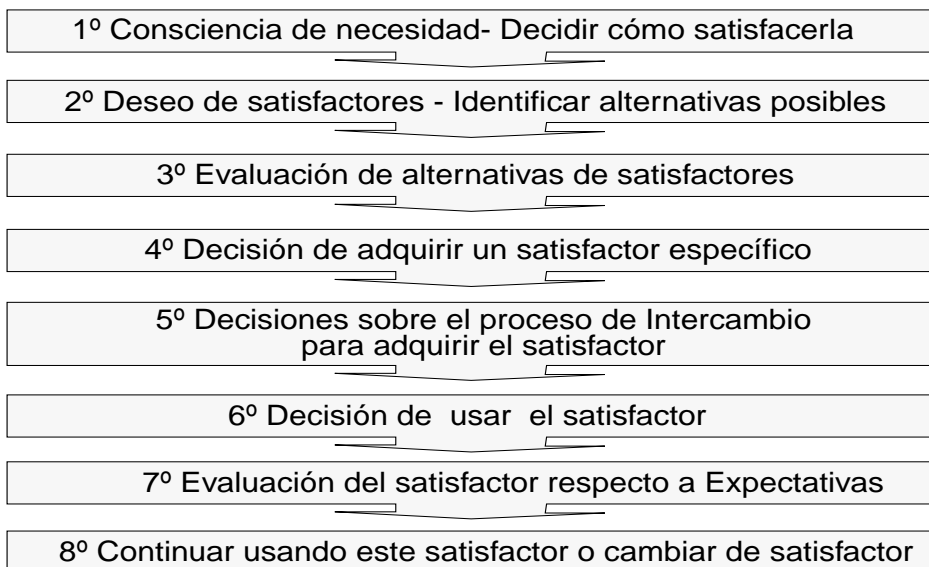 1º Consciencia de necesidad- Decidir cómo satisfacerla
2º Deseo de satisfactores - Identificar alternativas posibles
3º Evaluación de alternativas de satisfactores
4º Decisión de adquirir un satisfactor específico
5º Decisiones sobre el proceso de Intercambio
para adquirir el satisfactor
6º Decisión de usar el satisfactor
7º Evaluación del satisfactor respecto a Expectativas
8º Continuar usando este satisfactor o cambiar de satisfactor